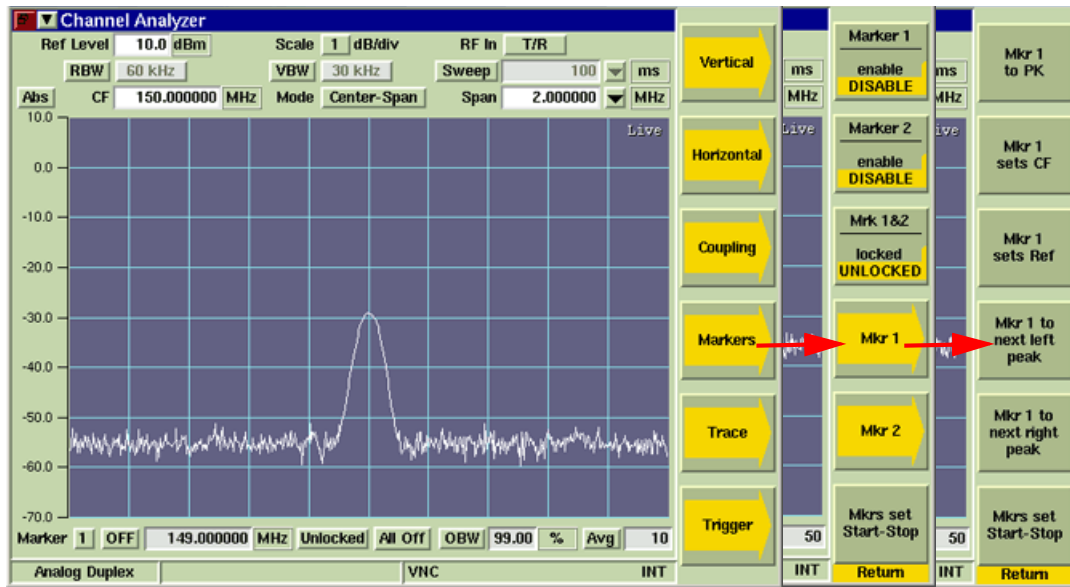 Channel Analyzer
Ref Level 10.0 dBm Scale 1 dB/div RF In T/R
RBW 60 kHz VBW 30 kHz Sweep 100 ms
Abs CF 150.000000 MHz Mode Center-Span Span 2.000000 MHz
10.0
Live
0.0
-10.0
-20.0
-30.0
-40.0
-50.0
-60.0
-70.0
Marker 1 OFF 149.000000 MHz Unlocked All Off OBW 99.00 % Avg 10
Analog Duplex VNC INT
Vertical
Horizontal
Coupling
Markers
Trace
Trigger
ms
MHz
Live
50
INT
Marker 1
enable
DISABLE
Marker 2
enable
DISABLE
Mrk 1&2
locked
UNLOCKED
Mkr 1
Mkr 2
Mkrs set
Start-Stop
Return
ms
MHz
ive
50
INT
Mkr 1
to PK
Mkr 1
sets CF
Mkr 1
sets Ref
Mkr 1 to
next left
peak
Mkr 1 to
next right
peak
Mkrs set
Start-Stop
Return